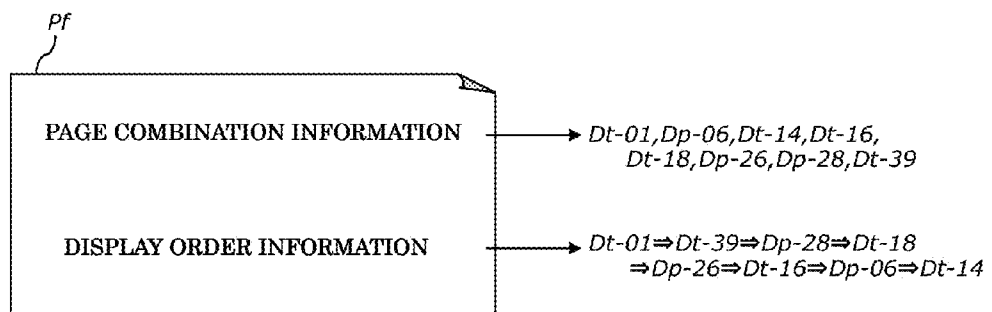 Pf
PAGE COMBINATION INFORMATION
Dt-01,Dp-06,Dt-14,Dt-16,
Dt-18,Dp-26,Dp-28,Dt-39
DISPLAY ORDER INFORMATION
Dt-01⇒Dt-39⇒Dp-28⇒Dt-18
⇒Dp-26⇒Dt-16⇒Dp-06⇒Dt-14